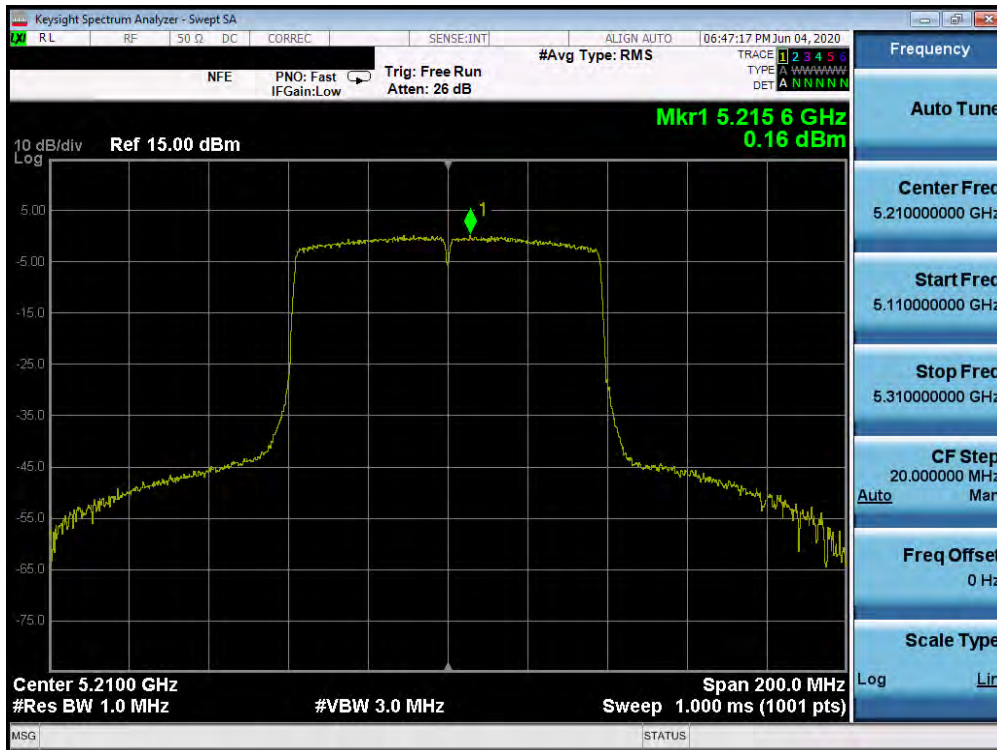 Keysight Spectrum Analyzer - Swept SA
LXI RL RF 50 Ω DC CORREC SENSE:INT ALIGN AUTO 06:47:17 PM Jun 04, 2020
#Avg Type: RMS
TRACE 1 2 3 4 5 6
NFE PNO: Fast Trig: Free Run TYPE A WWWWW
IFGain:Low Atten: 26 dB DET A N N N N N
Mkr1 5.215 6 GHz
0.16 dBm
10 dB/div Ref 15.00 dBm
Log
1
5.00
-5.00
-15.0
-25.0
-35.0
-45.0
-55.0
-65.0
-75.0
Center 5.2100 GHz Span 200.0 MHz
#Res BW 1.0 MHz #VBW 3.0 MHz Sweep 1.000 ms (1001 pts)
MSG STATUS
Frequency
Auto Tune
Center Freq
5.210000000 GHz
Start Freq
5.110000000 GHz
Stop Freq
5.310000000 GHz
CF Step
20.000000 MHz
Auto Man
Freq Offset
0 Hz
Scale Type
Log Lin